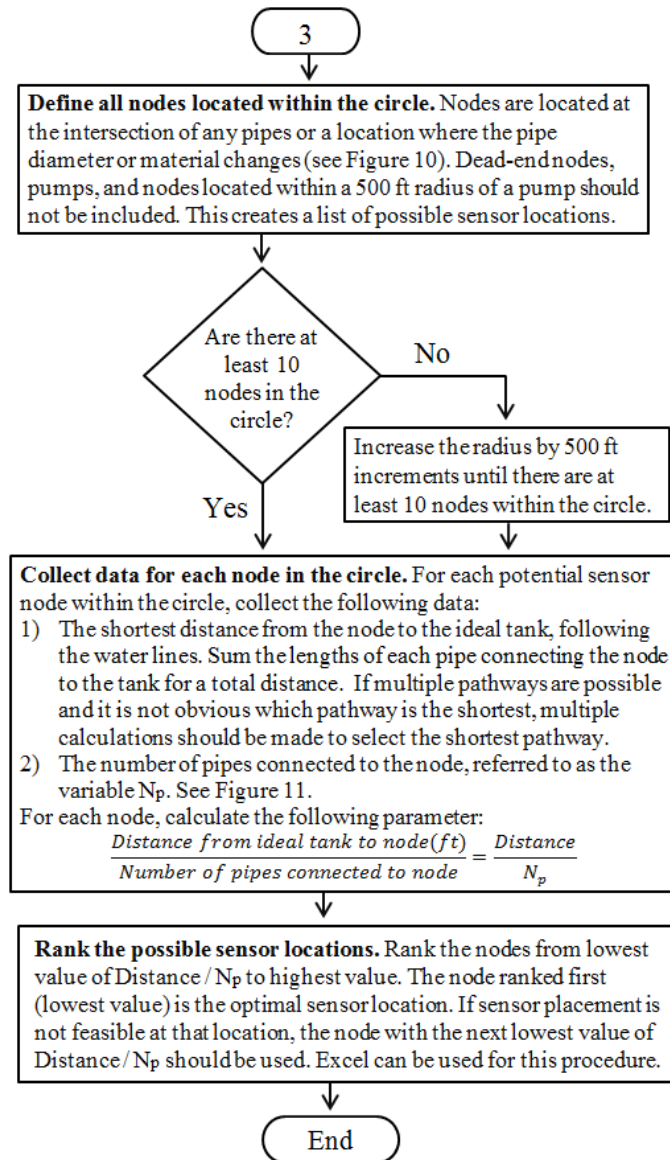 3
Define all nodes located within the circle. Nodes are located at
the intersection of any pipes or a location where the pipe
diameter or material changes (see Figure 10). Dead-end nodes,
pumps, and nodes located within a 500 ft radius of a pump should
not be included. This creates a list of possible sensor locations.
Are there at
least 10
nodes in the
circle?
No
Increase the radius by 500 ft
increments until there are at
least 10 nodes within the circle.
Yes
Collect data for each node in the circle. For each potential sensor
node within the circle, collect the following data:
1) The shortest distance from the node to the ideal tank, following
the water lines. Sum the lengths of each pipe connecting the node
to the tank for a total distance. If multiple pathways are possible
and it is not obvious which pathway is the shortest, multiple
calculations should be made to select the shortest pathway.
2) The number of pipes connected to the node, referred to as the
variable Np. See Figure 11.
For each node, calculate the following parameter:
Distance from ideal tank to node(ft)
Number of pipes connected to node
=
Distance
Np
Rank the possible sensor locations. Rank the nodes from lowest
value of Distance / Np to highest value. The node ranked first
(lowest value) is the optimal sensor location. If sensor placement is
not feasible at that location, the node with the next lowest value of
Distance / Np should be used. Excel can be used for this procedure.
End